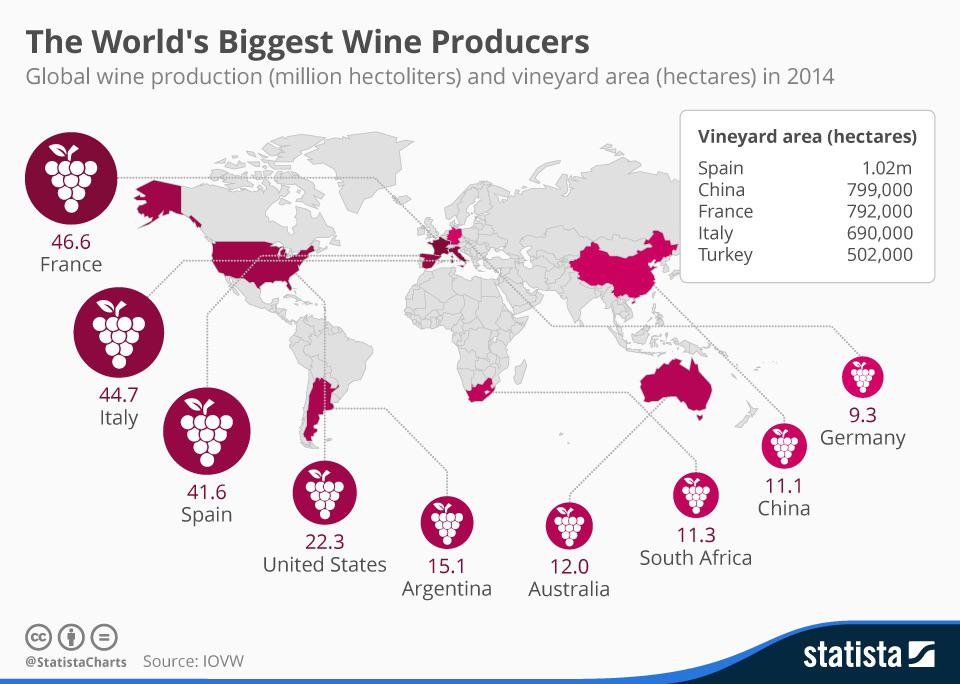 The World's Biggest Wine Producers
Global wine production (million hectoliters) and vineyard area (hectares) in 2014
Vineyard area (hectares)
Spain 1.02m
China 799,000
France 792,000
Italy 690,000
Turkey 502,000
46.6
France
44.7
Italy
41.6
Spain
22.3
United States
15.1
Argentina
12.0
Australia
11.3
South Africa
11.1
China
9.3
Germany
cc
@StatistaCharts Source: IOVW
statista